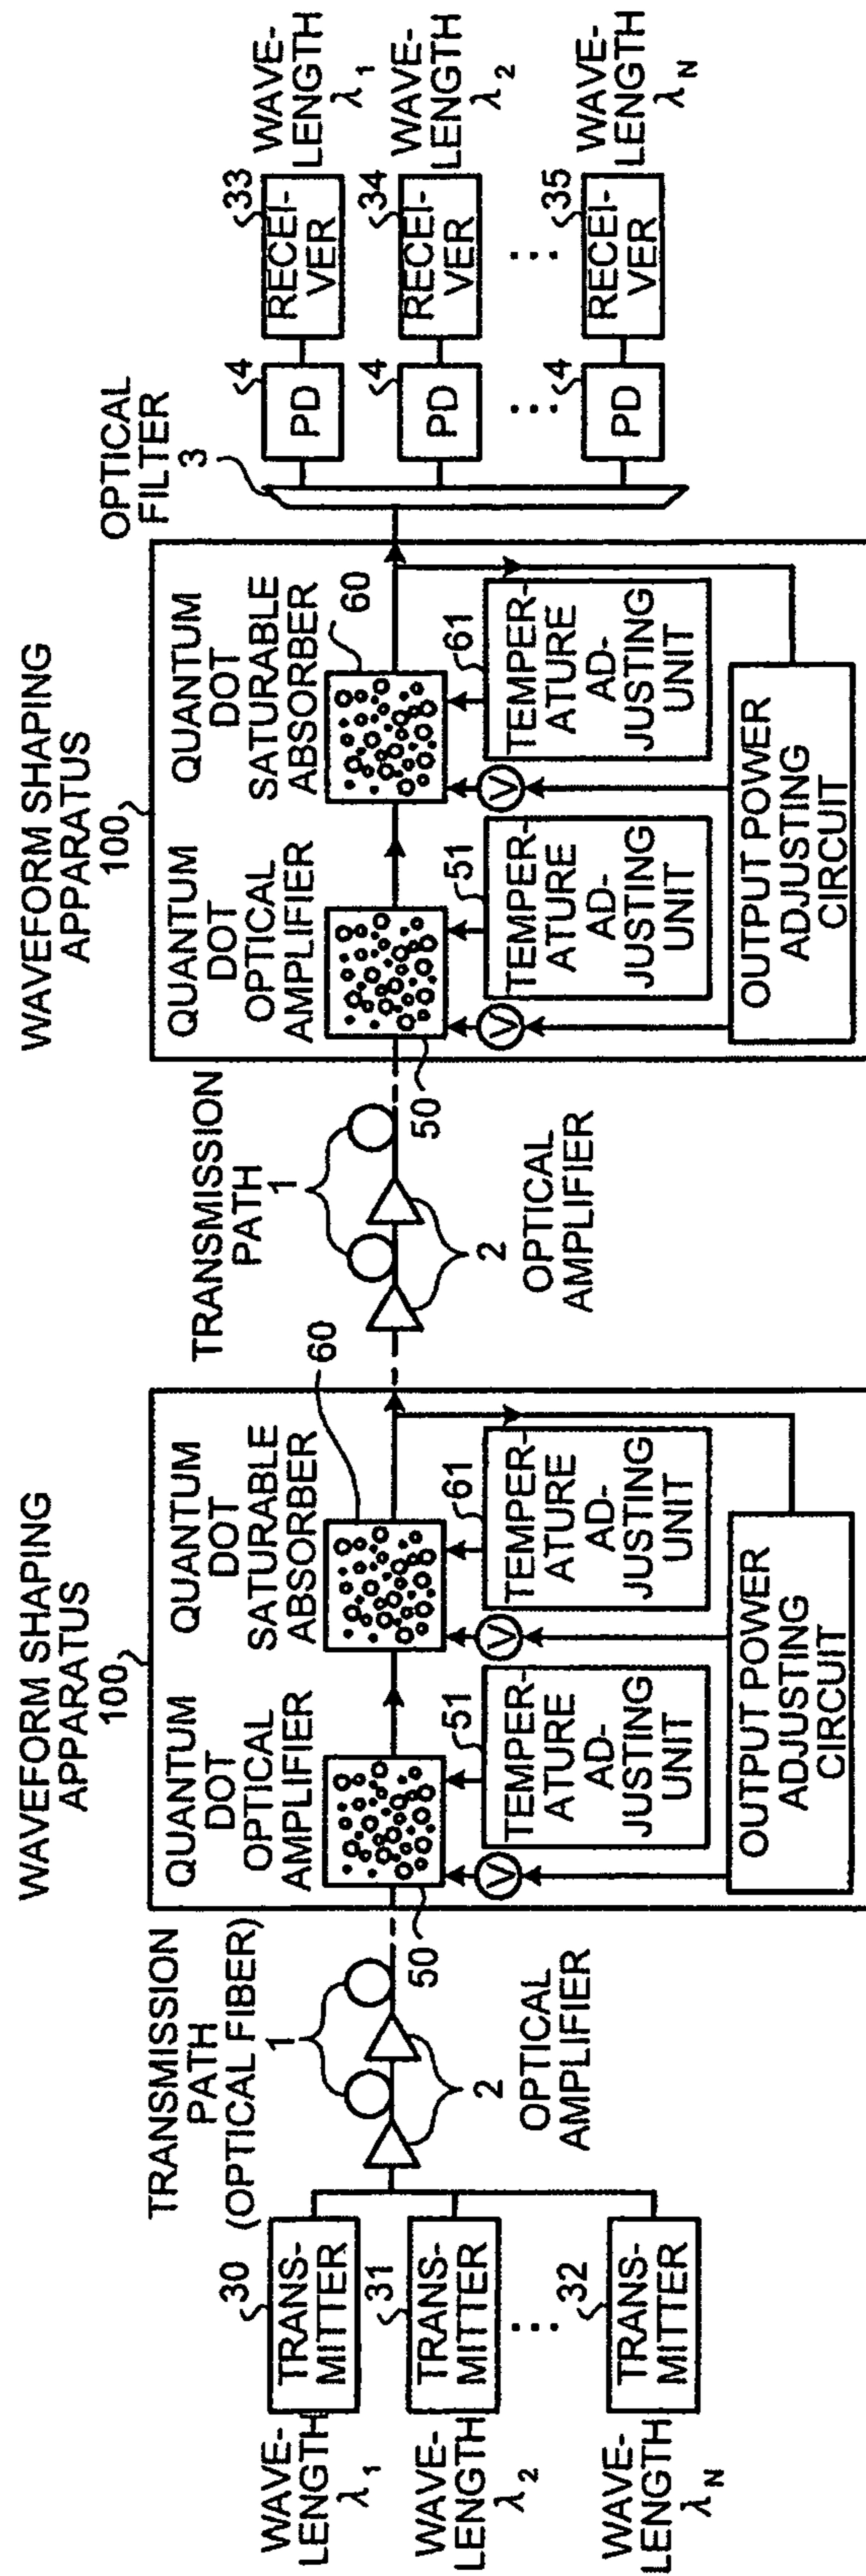 WAVE-
LENGTH
λ1
30
TRANS-
MITTER
WAVE-
LENGTH
λ2
31
TRANS-
MITTER
...
WAVE-
LENGTH
λN
32
TRANS-
MITTER
TRANSMISSION
PATH
(OPTICAL FIBER)
1
2
OPTICAL
AMPLIFIER
WAVEFORM SHAPING
APPARATUS
100
QUANTUM
DOT
OPTICAL
AMPLIFIER
50
QUANTUM
DOT
SATURABLE
ABSORBER
60
V
51
TEMPER-
ATURE
AD-
JUSTING
UNIT
V
61
TEMPER-
ATURE
AD-
JUSTING
UNIT
OUTPUT POWER
ADJUSTING
CIRCUIT
TRANSMISSION
PATH
1
2
OPTICAL
AMPLIFIER
WAVEFORM SHAPING
APPARATUS
100
QUANTUM
DOT
OPTICAL
AMPLIFIER
50
QUANTUM
DOT
SATURABLE
ABSORBER
60
V
51
TEMPER-
ATURE
AD-
JUSTING
UNIT
V
61
TEMPER-
ATURE
AD-
JUSTING
UNIT
OUTPUT POWER
ADJUSTING
CIRCUIT
OPTICAL
FILTER
3
4
PD
33
RECEI-
VER
WAVE-
LENGTH
λ1
4
PD
34
RECEI-
VER
WAVE-
LENGTH
λ2
...
...
4
PD
35
RECEI-
VER
WAVE-
LENGTH
λN